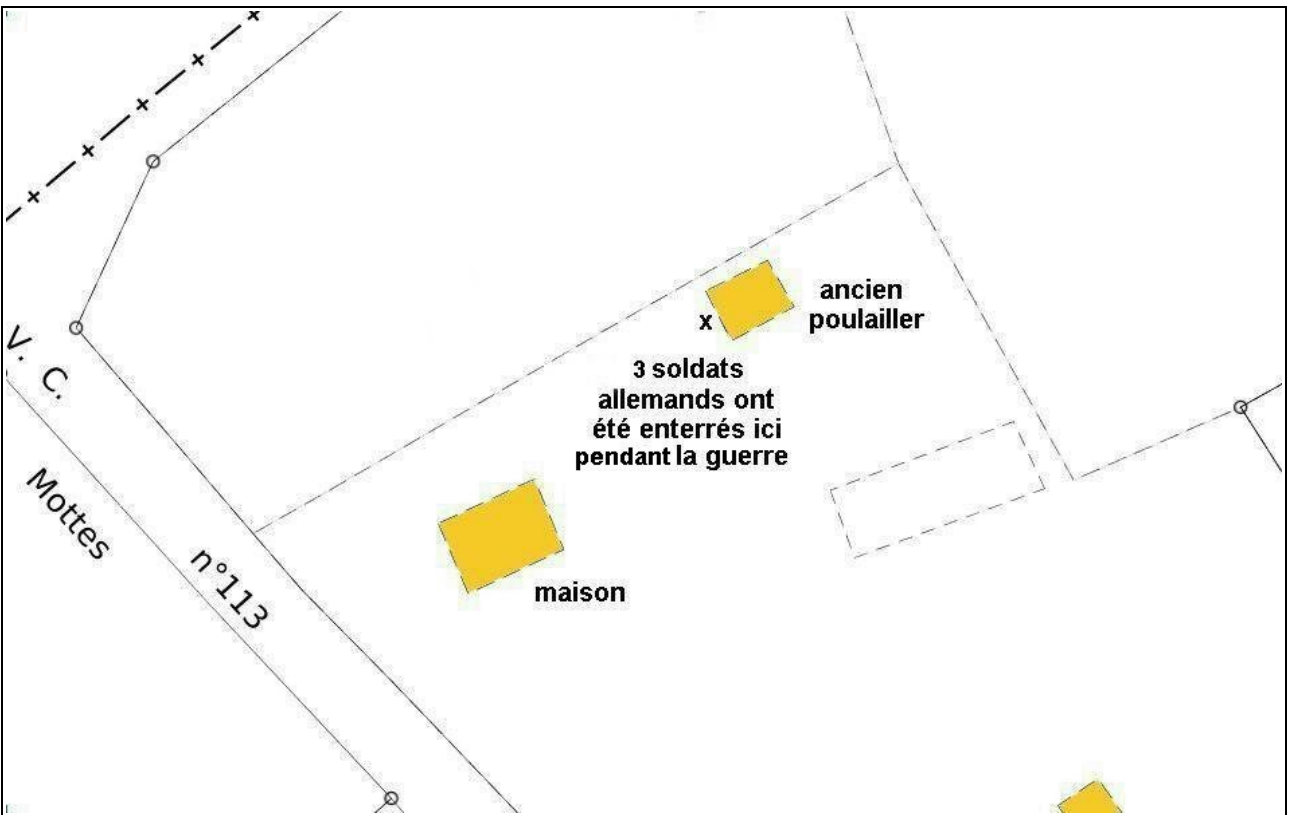 ancien
poulailler
x
3 soldats
allemands ont
été enterrés ici
pendant la guerre
V. C.
Mottes
n°113
maison